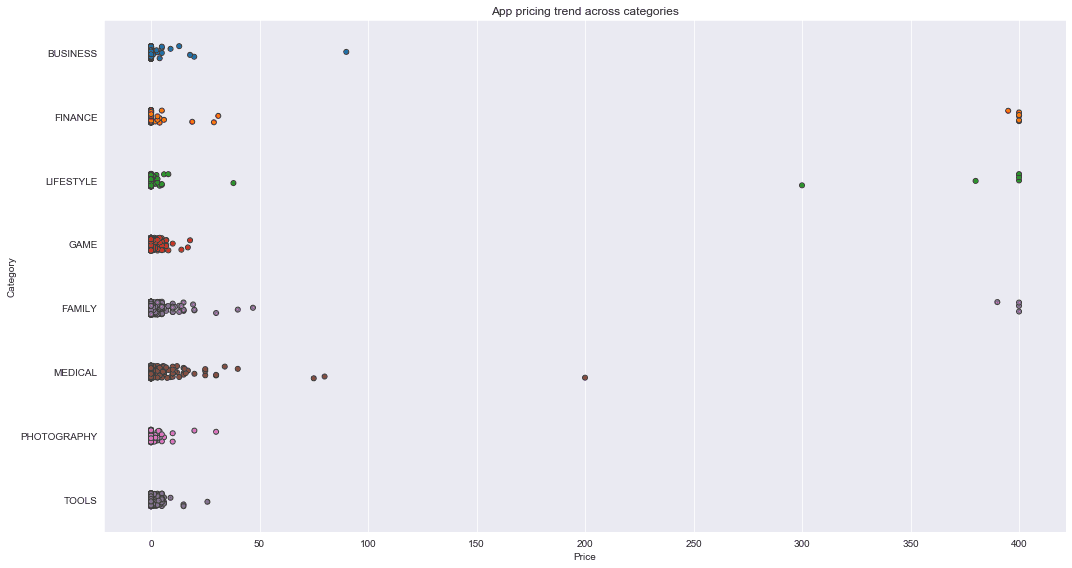 App pricing trend across categories
BUSINESS
FINANCE
LIFESTYLE
GAME
FAMILY
MEDICAL
PHOTOGRAPHY
TOOLS
Category
0 50 100 150 200 250 300 350 400
Price